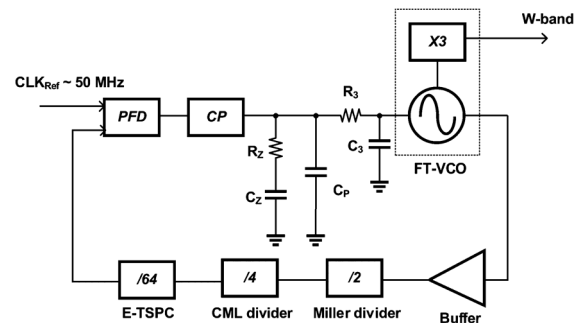 W-band
X3
CLKRef ~ 50 MHz
PFD
CP
R3
RZ
C3
FT-VCO
CZ
CP
/64
/4
/2
E-TSPC
CML divider
Miller divider
Buffer